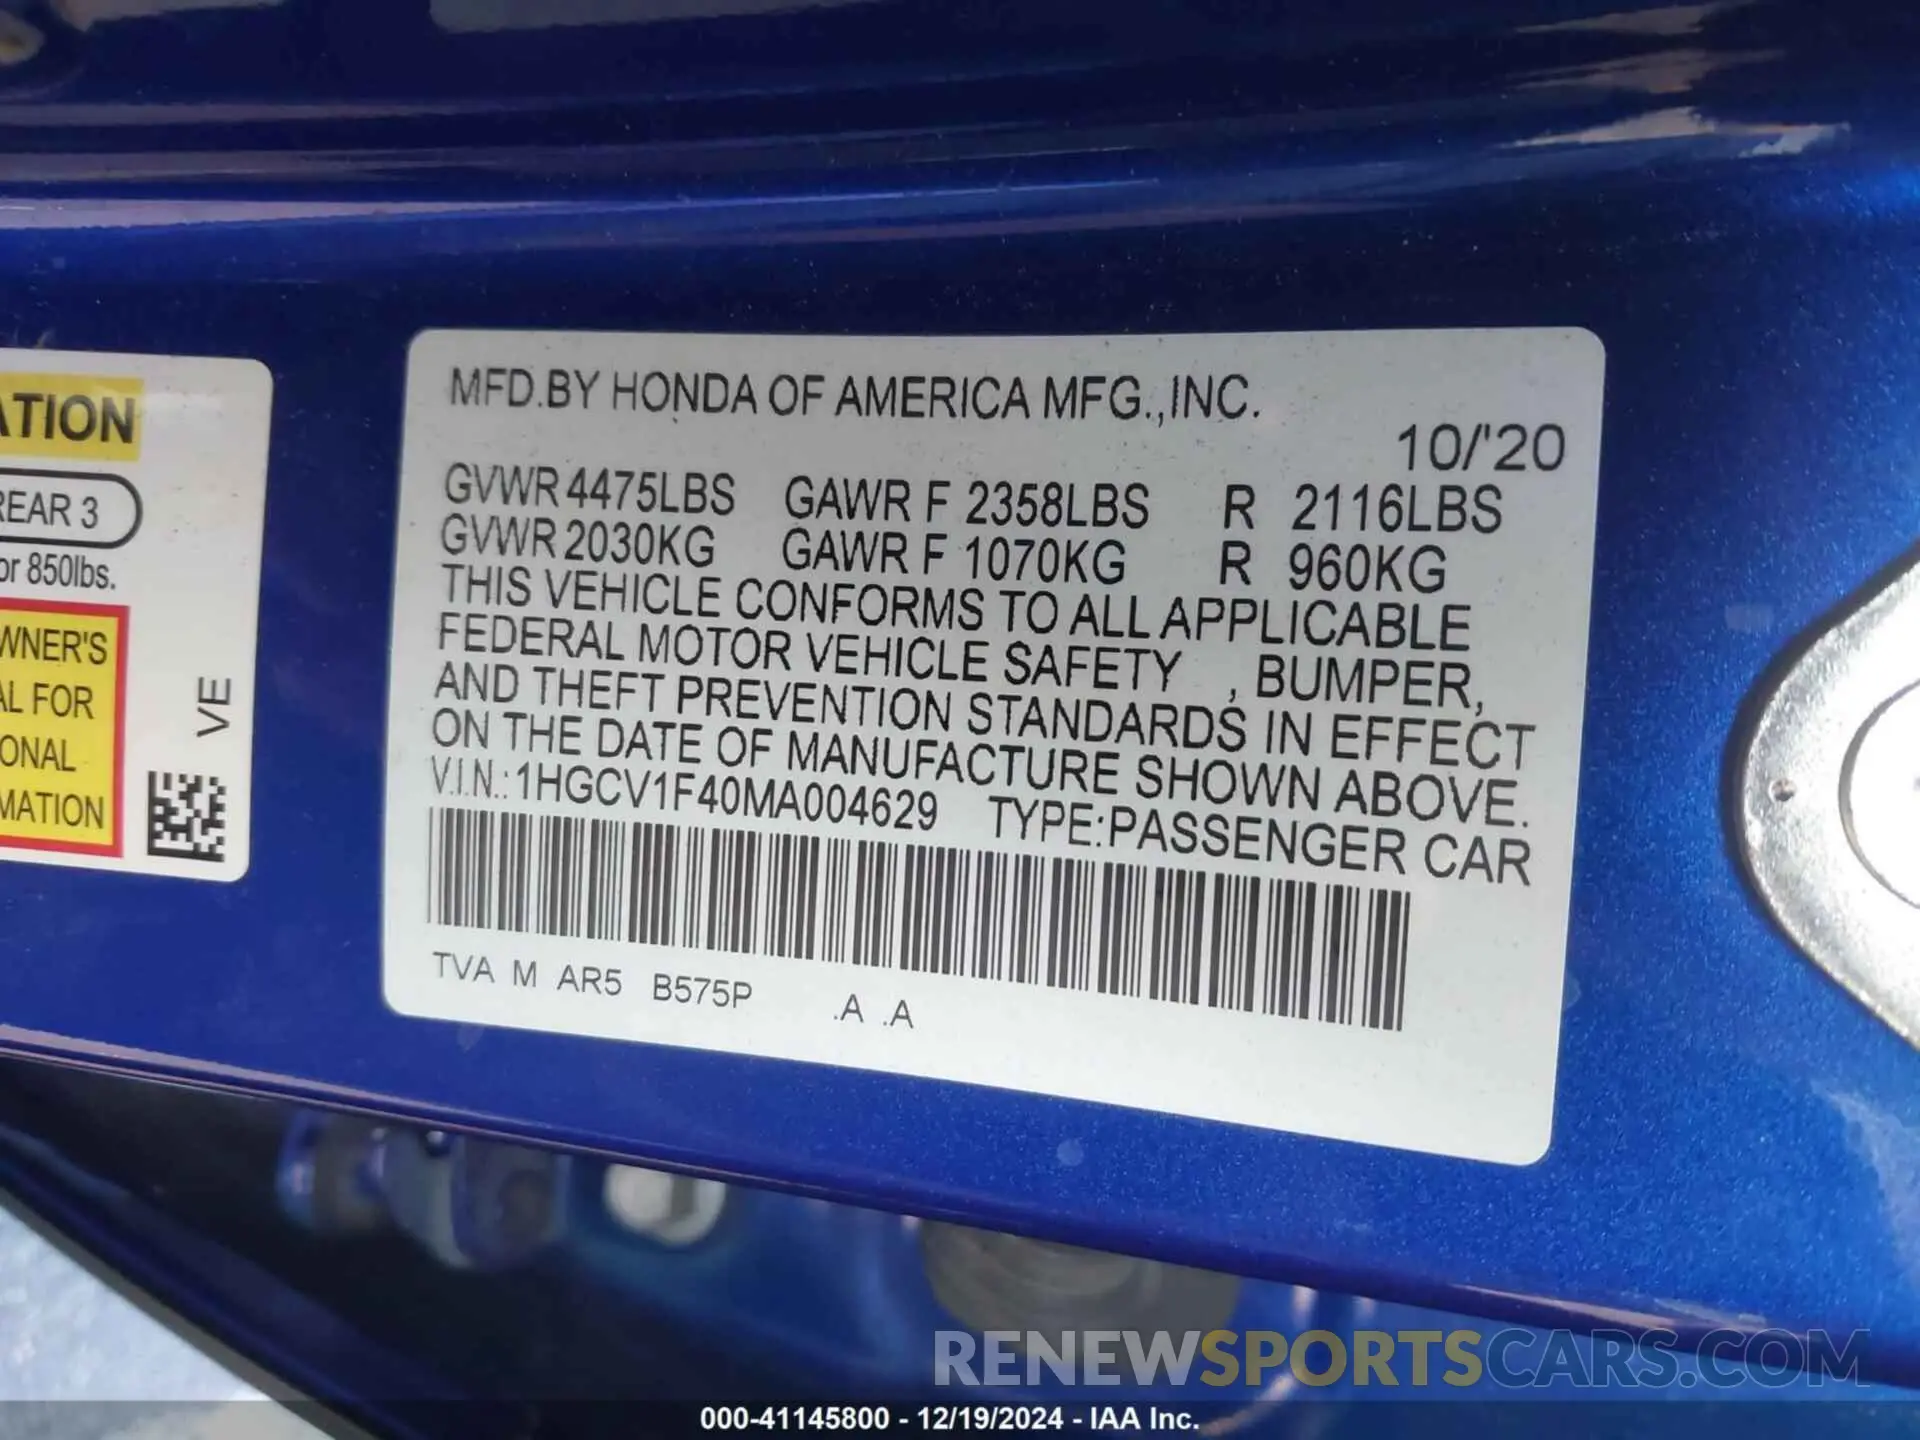 ATION
REAR 3
or 850lbs.
WNER'S
AL FOR
ONAL
MATION
VE
MFD.BY HONDA OF AMERICA MFG.,INC.
10/'20
GVWR 4475LBS GAWR F 2358LBS R 2116LBS
GVWR 2030KG GAWR F 1070KG R 960KG
THIS VEHICLE CONFORMS TO ALL APPLICABLE
FEDERAL MOTOR VEHICLE SAFETY , BUMPER,
AND THEFT PREVENTION STANDARDS IN EFFECT
ON THE DATE OF MANUFACTURE SHOWN ABOVE.
V.I.N.: 1HGCV1F40MA004629 TYPE:PASSENGER CAR
TVA M AR5 B575P .A .A
RENEWSPORTSCARS.COM
000-41145800 - 12/19/2024 - IAA Inc.